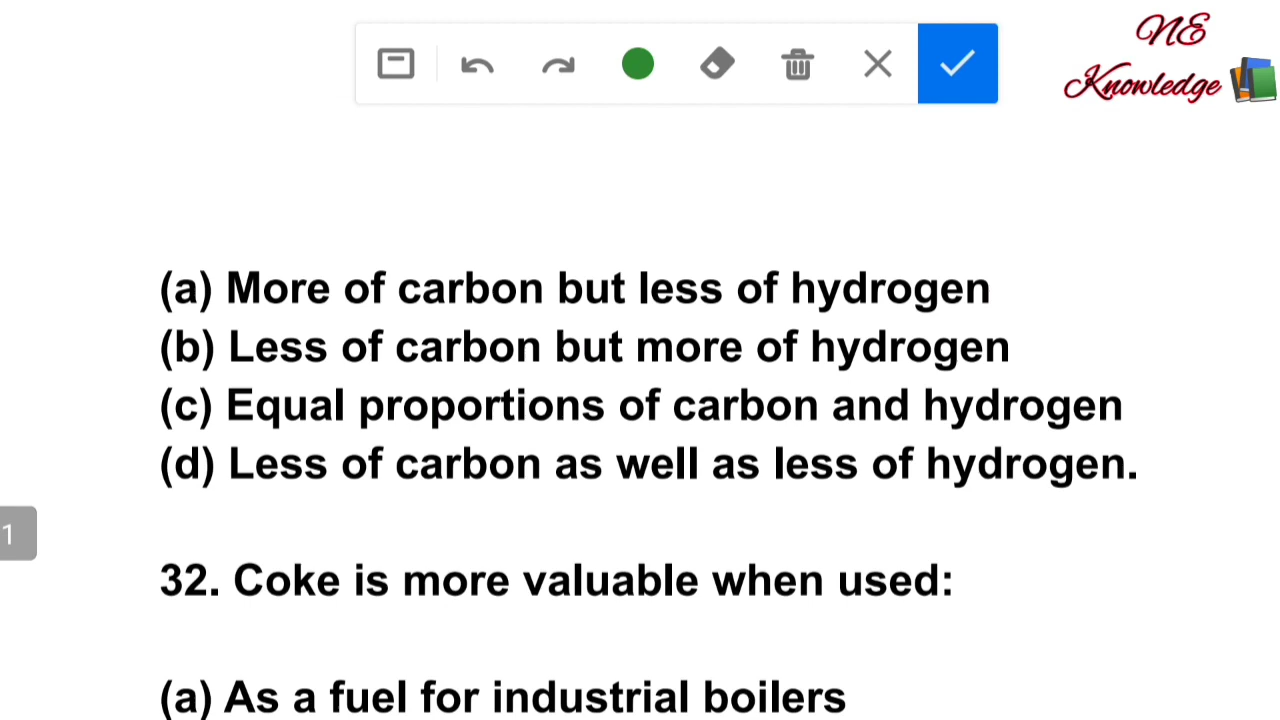 NE
Knowledge
(a) More of carbon but less of hydrogen
(b) Less of carbon but more of hydrogen
(c) Equal proportions of carbon and hydrogen
(d) Less of carbon as well as less of hydrogen.
1
32. Coke is more valuable when used:
(a) As a fuel for industrial boilers